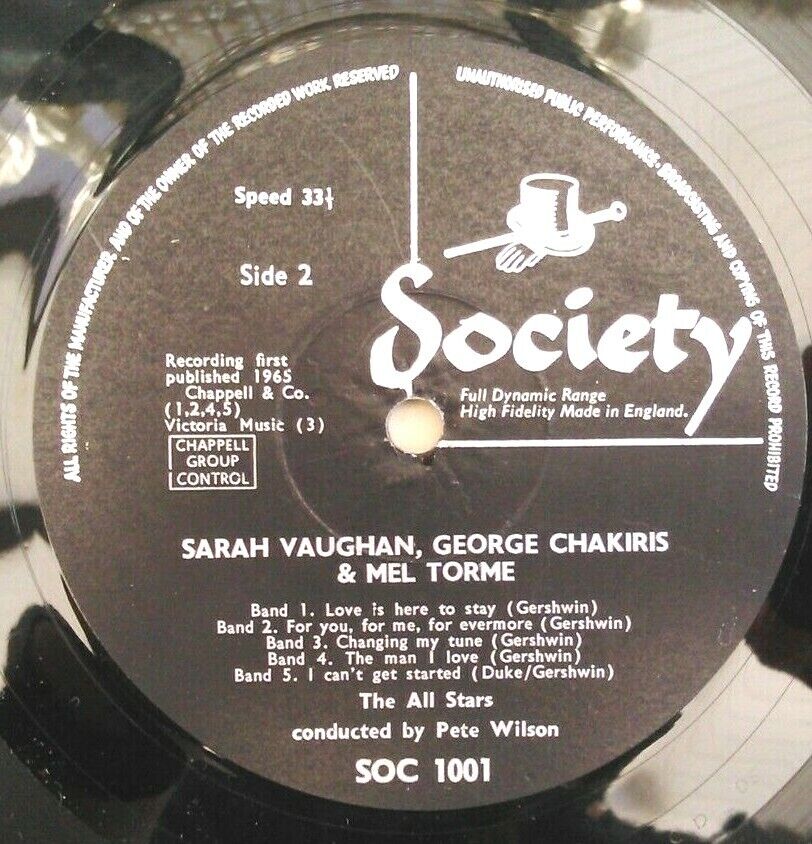 ALL RIGHTS OF THE MANUFACTURER, AND OF THE OWNER OF THE RECORDED WORK RESERVED
UNAUTHORISED PUBLIC PERFORMANCE, BROADCASTING AND COPYING OF THIS RECORD PROHIBITED
Speed 33⅓
Side 2
Society
Full Dynamic Range
High Fidelity Made in England.
Recording first
published 1965
Chappell & Co.
(1,2,4,5)
Victoria Music (3)
CHAPPELL
GROUP
CONTROL
SARAH VAUGHAN, GEORGE CHAKIRIS
& MEL TORME
Band 1. Love is here to stay (Gershwin)
Band 2. For you, for me, for evermore (Gershwin)
Band 3. Changing my tune (Gershwin)
Band 4. The man I love (Gershwin)
Band 5. I can't get started (Duke/Gershwin)
The All Stars
conducted by Pete Wilson
SOC 1001